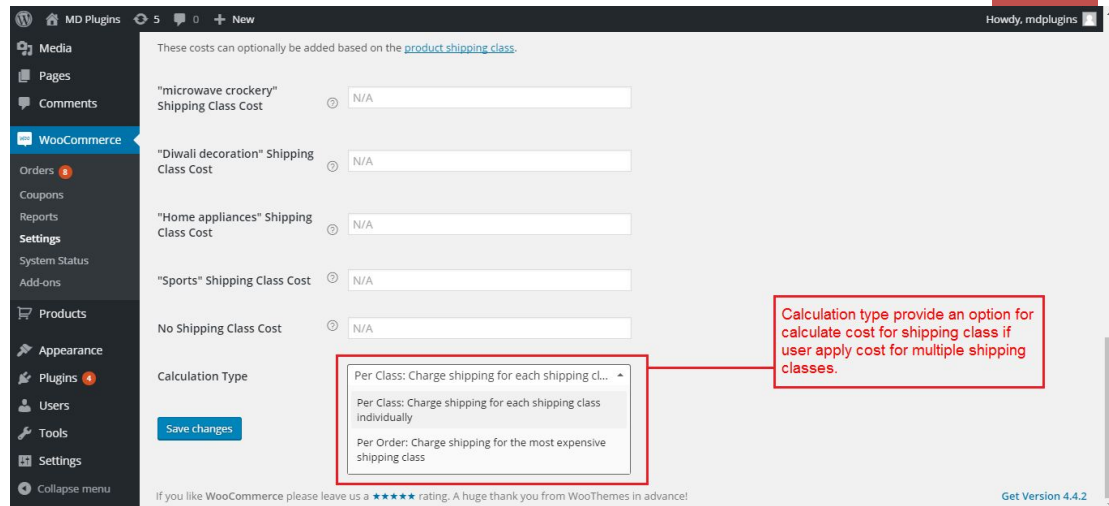 MD Plugins 5 0 + New Howdy, mdplugins
Media
Pages
Comments
WooCommerce
Orders 8
Coupons
Reports
Settings
System Status
Add-ons
Products
Appearance
Plugins 4
Users
Tools
Settings
Collapse menu
These costs can optionally be added based on the product shipping class.
"microwave crockery"
Shipping Class Cost
N/A
"Diwali decoration" Shipping
Class Cost
N/A
"Home appliances" Shipping
Class Cost
N/A
"Sports" Shipping Class Cost
N/A
No Shipping Class Cost
N/A
Calculation Type
Per Class: Charge shipping for each shipping cl...
Per Class: Charge shipping for each shipping class
individually
Per Order: Charge shipping for the most expensive
shipping class
Save changes
Calculation type provide an option for
calculate cost for shipping class if
user apply cost for multiple shipping
classes.
If you like WooCommerce please leave us a ★★★★★ rating. A huge thank you from WooThemes in advance!
Get Version 4.4.2